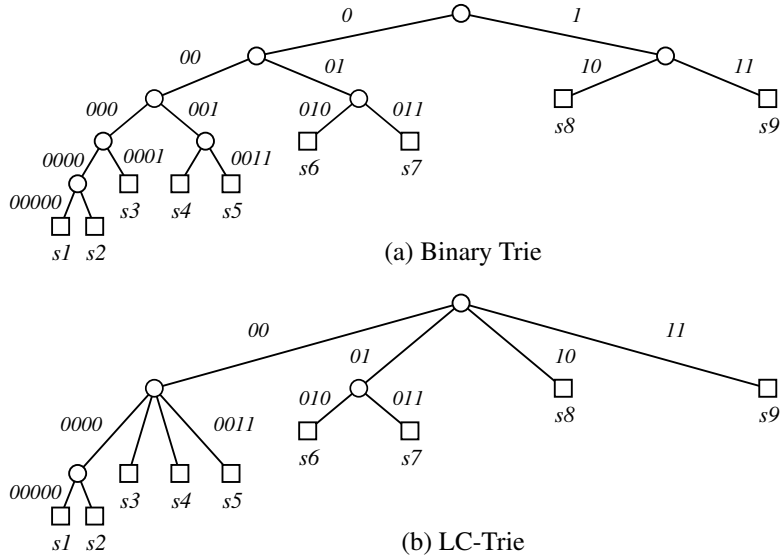 0 1
00 01 10 11
000 001 010 011 s8 s9
0000 0001 0011 s6 s7
00000 s3 s4 s5
s1 s2
(a) Binary Trie
00 11
01 10
0000 0011 010 011 s8 s9
00000 s3 s4 s5 s6 s7
s1 s2
(b) LC-Trie